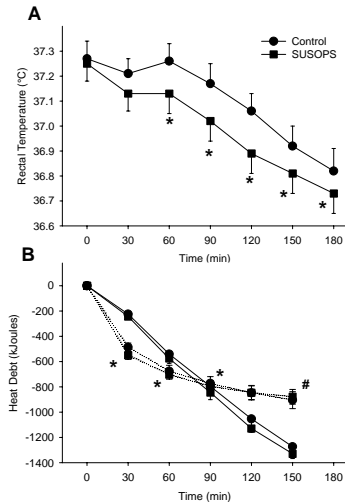 A
Control
SUSOPS
37.3
37.2
37.1
37.0
36.9
36.8
36.7
36.6
Rectal Temperature (°C)
*
*
*
*
*
0 30 60 90 120 150 180
Time (min)
B
0
-200
-400
-600
-800
-1000
-1200
-1400
Heat Debt (kJoules)
*
*
*
#
0 30 60 90 120 150 180
Time (min)